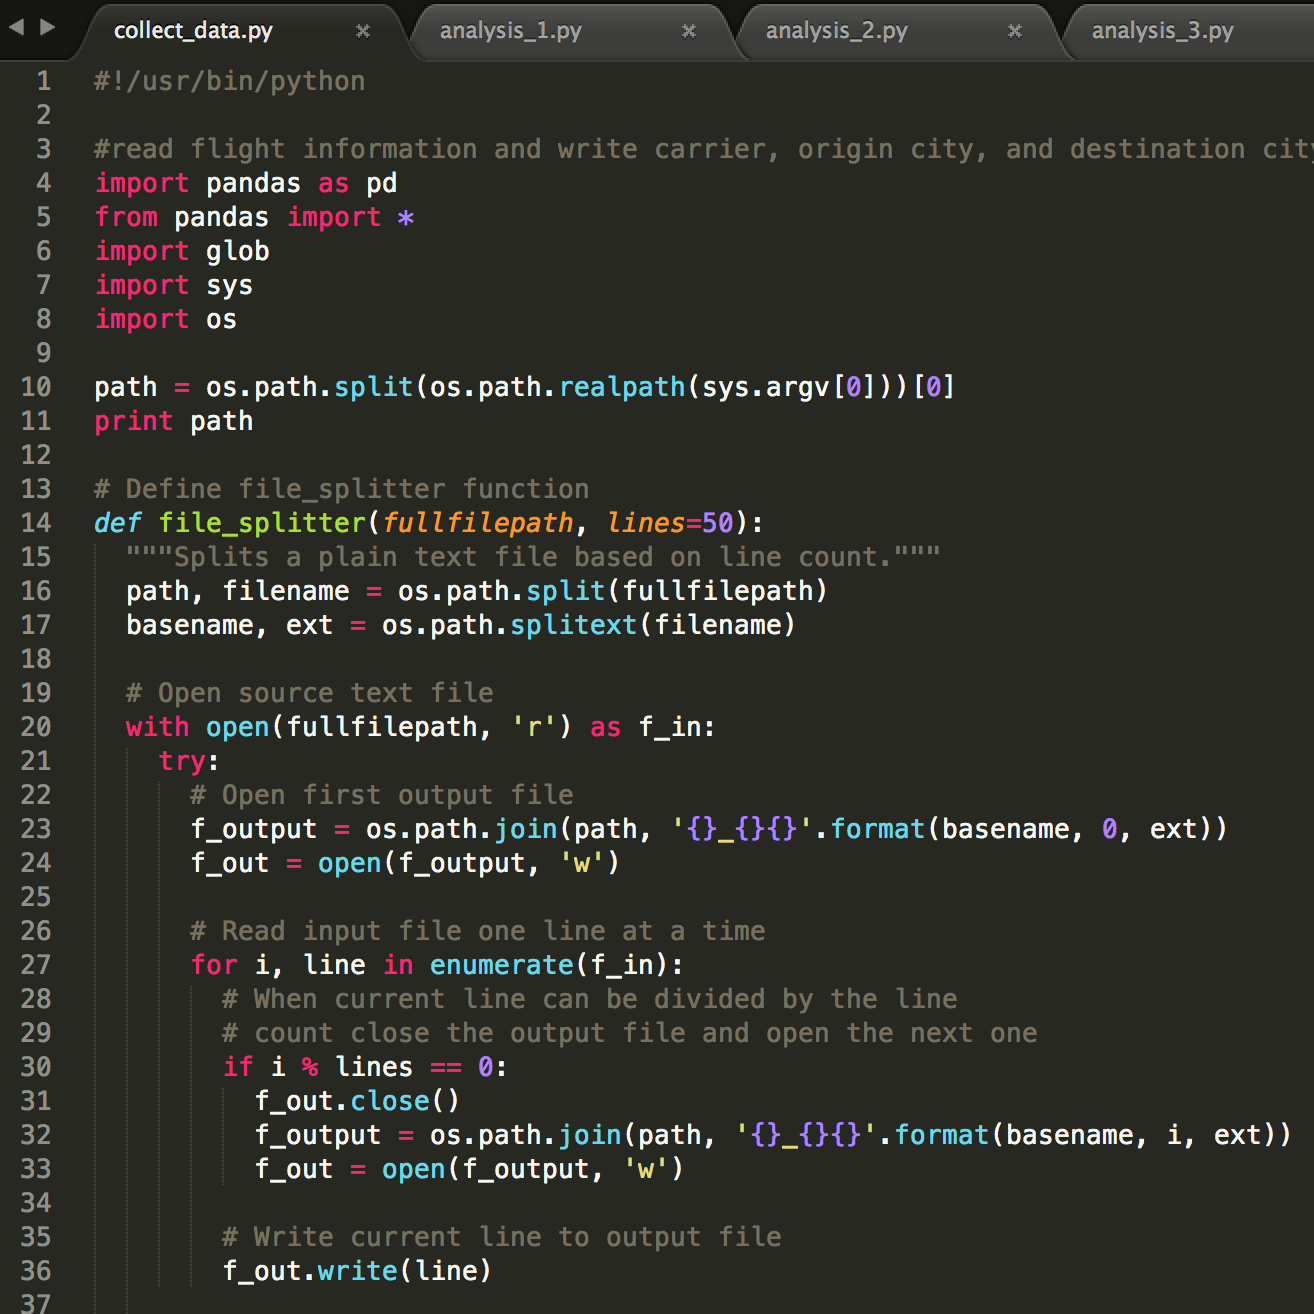 collect_data.py analysis_1.py analysis_2.py analysis_3.py
1 #!/usr/bin/python
2
3 #read flight information and write carrier, origin city, and destination
4 import pandas as pd
5 from pandas import *
6 import glob
7 import sys
8 import os
9
10 path = os.path.split(os.path.realpath(sys.argv[0]))[0]
11 print path
12
13 # Define file_splitter function
14 def file_splitter(fullfilepath, lines=50):
15   """Splits a plain text file based on line count."""
16   path, filename = os.path.split(fullfilepath)
17   basename, ext = os.path.splitext(filename)
18
19   # Open source text file
20   with open(fullfilepath, 'r') as f_in:
21     try:
22       # Open first output file
23       f_output = os.path.join(path, '{}_{}{}'.format(basename, 0, ext))
24       f_out = open(f_output, 'w')
25
26       # Read input file one line at a time
27       for i, line in enumerate(f_in):
28         # When current line can be divided by the line
29         # count close the output file and open the next one
30         if i % lines == 0:
31           f_out.close()
32           f_output = os.path.join(path, '{}_{}{}'.format(basename, i, ext))
33           f_out = open(f_output, 'w')
34
35         # Write current line to output file
36         f_out.write(line)
37